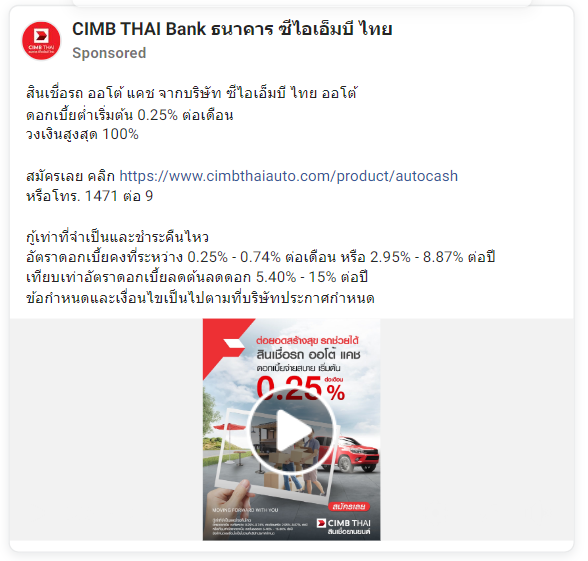 CIMB THAI
CIMB THAI Bank ธนาคาร ซีไอเอ็มบี ไทย
Sponsored
สินเชื่อรถ ออโต้ แคช จากบริษัท ซีไอเอ็มบี ไทย ออโต้
ดอกเบี้ยต่ำเริ่มต้น 0.25% ต่อเดือน
วงเงินสูงสุด 100%
สมัครเลย คลิก https://www.cimbthaiauto.com/product/autocash
หรือโทร. 1471 ต่อ 9
กู้เท่าที่จำเป็นและชำระคืนไหว
อัตราดอกเบี้ยคงที่ระหว่าง 0.25% - 0.74% ต่อเดือน หรือ 2.95% - 8.87% ต่อปี
เทียบเท่าอัตราดอกเบี้ยลดต้นลดดอก 5.40% - 15% ต่อปี
ข้อกำหนดและเงื่อนไขเป็นไปตามที่บริษัทประกาศกำหนด
ต่อยอดสร้างสุข รถช่วยได้
สินเชื่อรถ ออโต้ แคช
ดอกเบี้ยจ่ายสบาย เริ่มต้น
0.25% ต่อเดือน
MOVING FORWARD WITH YOU
สมัครเลย
CIMB THAI
สินเชื่อรถยนต์